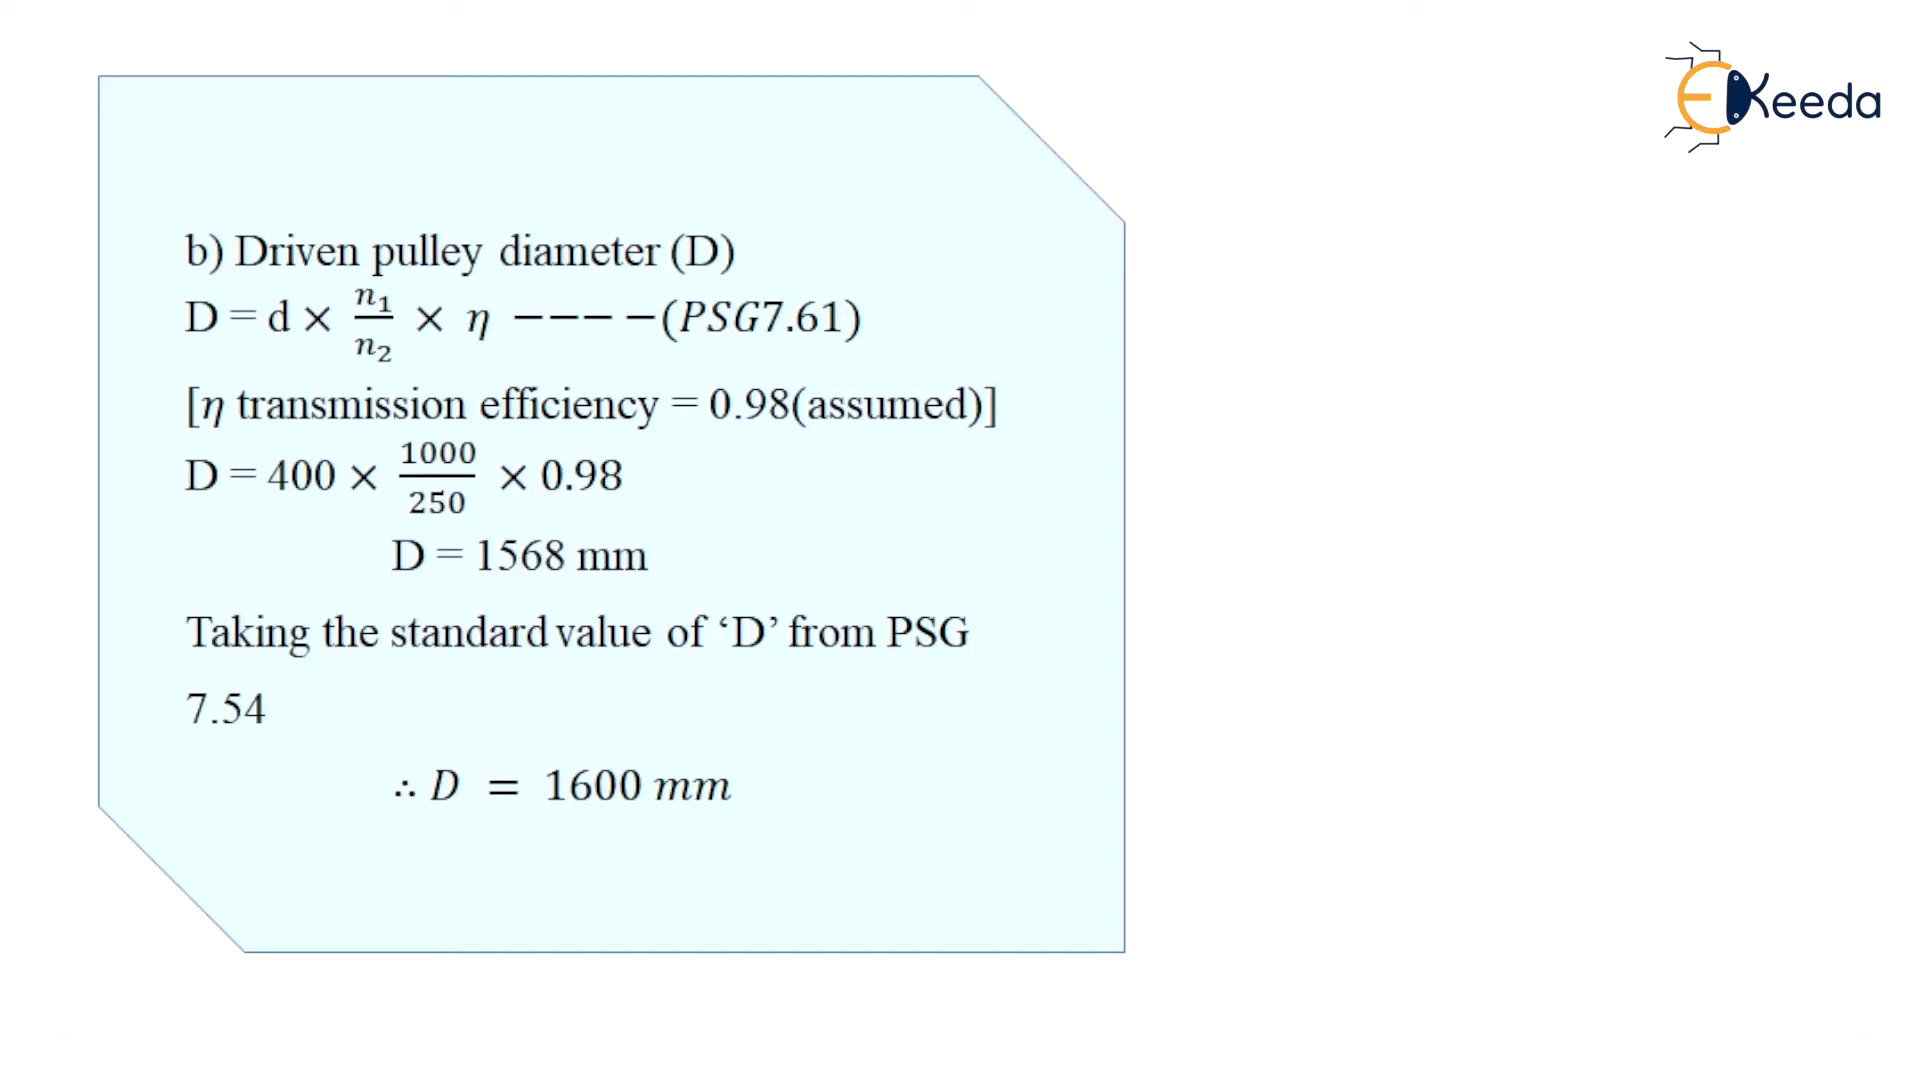 EKeeda
b) Driven pulley diameter (D)
D = d × n₁/n₂ × η −−−−(PSG7.61)
[η transmission efficiency = 0.98(assumed)]
D = 400 × 1000/250 × 0.98
D = 1568 mm
Taking the standard value of ‘D’ from PSG
7.54
∴ D = 1600 mm